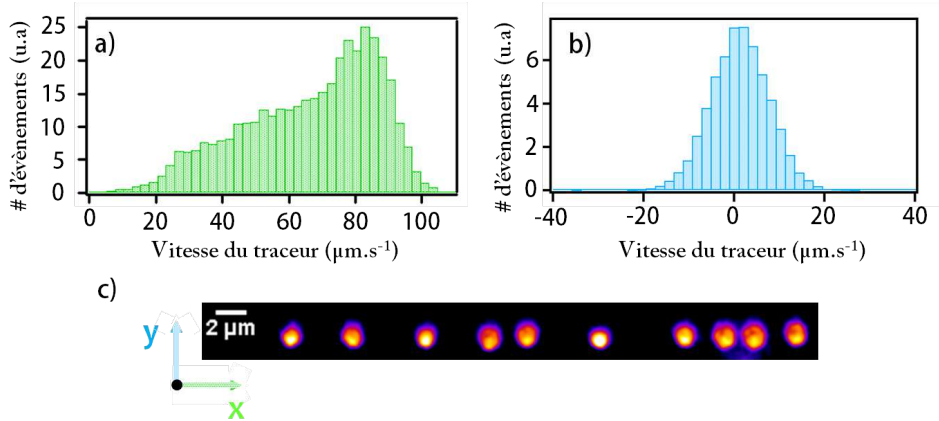 a)
# d'évènements (u.a)
25
20
15
10
5
0
0 20 40 60 80 100
Vitesse du traceur (µm.s-1)
b)
# d'évènements (u.a)
6
4
2
0
-40 -20 0 20 40
Vitesse du traceur (µm.s-1)
c)
2 µm
y
x